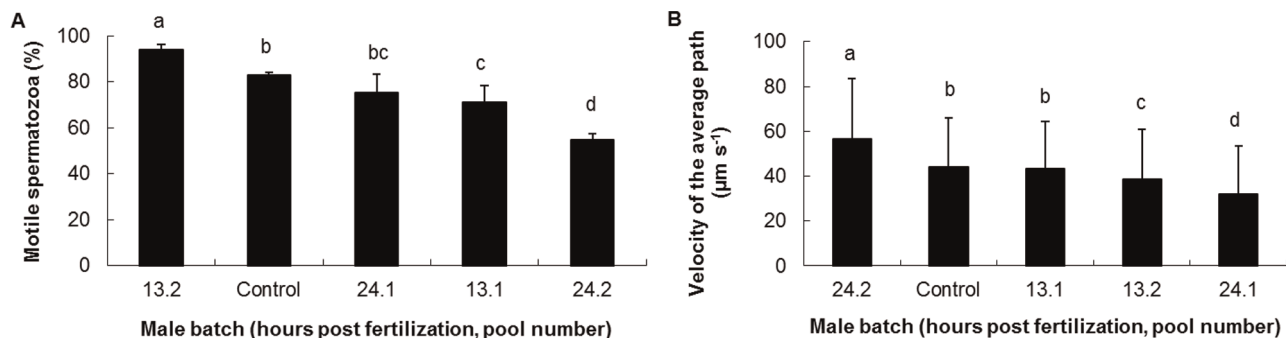 A
Motile spermatozoa (%)
100
80
60
40
20
0
a
b
bc
c
d
13.2 Control 24.1 13.1 24.2
Male batch (hours post fertilization, pool number)
B
Velocity of the average path
(µm s-1)
100
80
60
40
20
0
a
b
b
c
d
24.2 Control 13.1 13.2 24.1
Male batch (hours post fertilization, pool number)